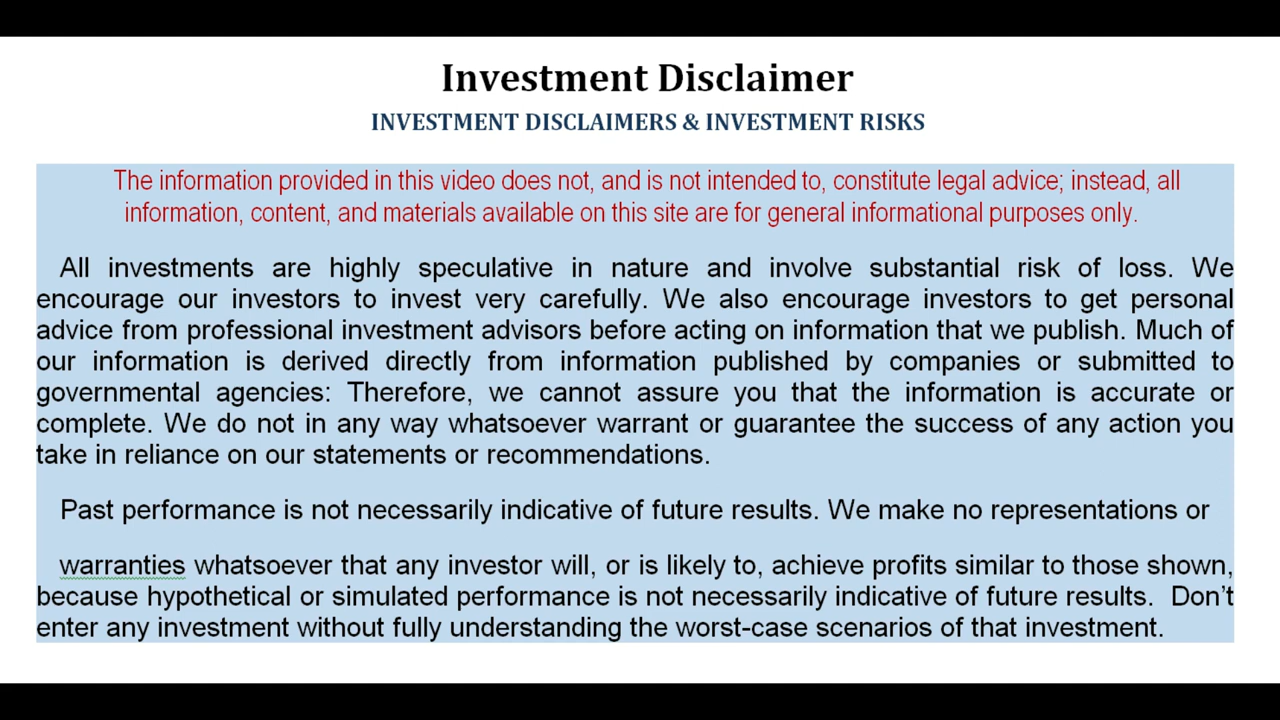 Investment Disclaimer
INVESTMENT DISCLAIMERS & INVESTMENT RISKS
The information provided in this video does not, and is not intended to, constitute legal advice; instead, all
information, content, and materials available on this site are for general informational purposes only.
All investments are highly speculative in nature and involve substantial risk of loss. We
encourage our investors to invest very carefully. We also encourage investors to get personal
advice from professional investment advisors before acting on information that we publish. Much of
our information is derived directly from information published by companies or submitted to
governmental agencies: Therefore, we cannot assure you that the information is accurate or
complete. We do not in any way whatsoever warrant or guarantee the success of any action you
take in reliance on our statements or recommendations.
Past performance is not necessarily indicative of future results. We make no representations or
warranties whatsoever that any investor will, or is likely to, achieve profits similar to those shown,
because hypothetical or simulated performance is not necessarily indicative of future results. Don’t
enter any investment without fully understanding the worst-case scenarios of that investment.